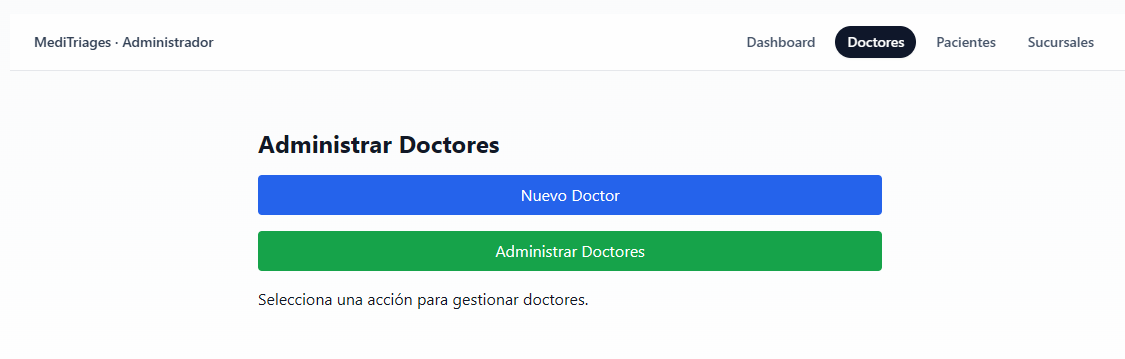 MediTriages · Administrador
Dashboard
Doctores
Pacientes
Sucursales
Administrar Doctores
Nuevo Doctor
Administrar Doctores
Selecciona una acción para gestionar doctores.